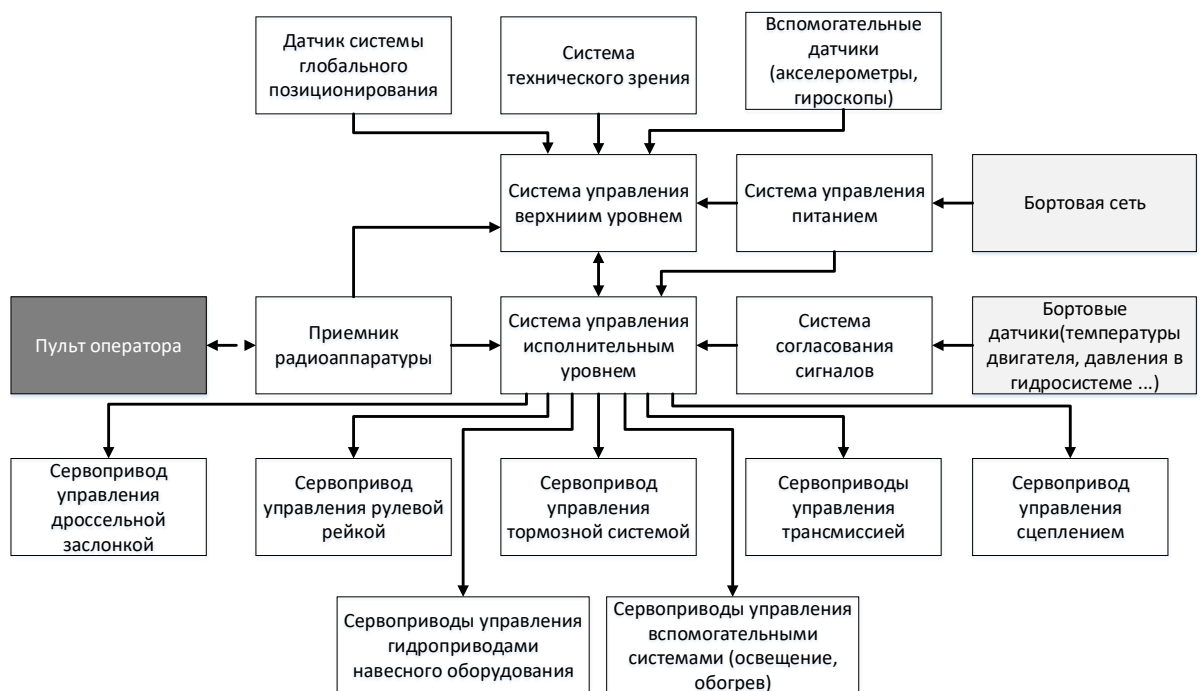 Датчик системы
глобального
позиционирования
Система
технического зрения
Вспомогательные
датчики
(акселерометры,
гироскопы)
Система управления
верхниим уровнем
Система управления
питанием
Бортовая сеть
Пульт оператора
Приемник
радиоаппаратуры
Система управления
исполнительным
уровнем
Система
согласования
сигналов
Бортовые
датчики(температуры
двигателя, давления в
гидросистеме ...)
Сервопривод
управления
дроссельной
заслонкой
Сервопривод
управления рулевой
рейкой
Сервопривод
управления
тормозной системой
Сервоприводы
управления
трансмиссией
Сервопривод
управления
сцеплением
Сервоприводы управления
гидроприводами
навесного оборудования
Сервоприводы управления
вспомогательными
системами (освещение,
обогрев)